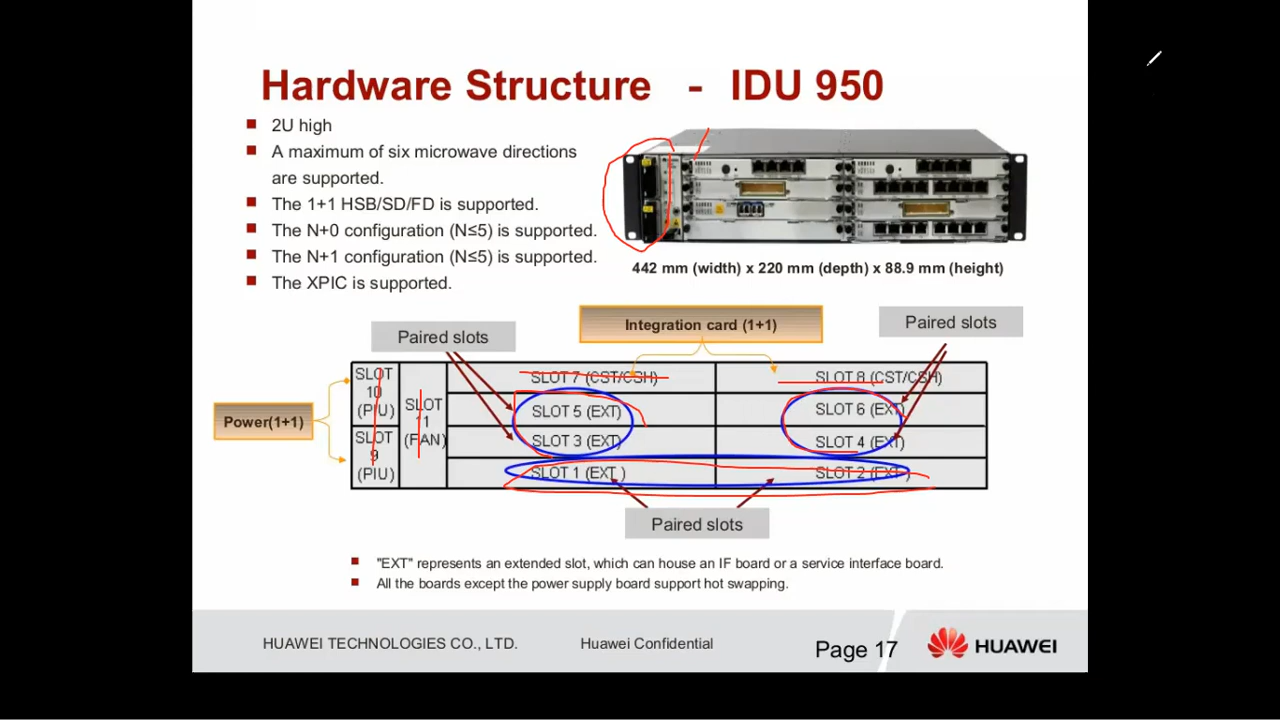 Hardware Structure - IDU 950
2U high
A maximum of six microwave directions
are supported.
The 1+1 HSB/SD/FD is supported.
The N+0 configuration (N≤5) is supported.
The N+1 configuration (N≤5) is supported.
The XPIC is supported.
442 mm (width) x 220 mm (depth) x 88.9 mm (height)
Paired slots
Integration card (1+1)
Paired slots
Power(1+1)
SLOT
10
(PIU)
SLOT
9
(PIU)
SLOT
11
(FAN)
SLOT 7 (CST/CSH)
SLOT 8 (CST/CSH)
SLOT 5 (EXT)
SLOT 6 (EXT)
SLOT 3 (EXT)
SLOT 4 (EXT)
SLOT 1 (EXT )
SLOT 2 (EXT )
Paired slots
"EXT" represents an extended slot, which can house an IF board or a service interface board.
All the boards except the power supply board support hot swapping.
HUAWEI TECHNOLOGIES CO., LTD.
Huawei Confidential
Page 17
HUAWEI